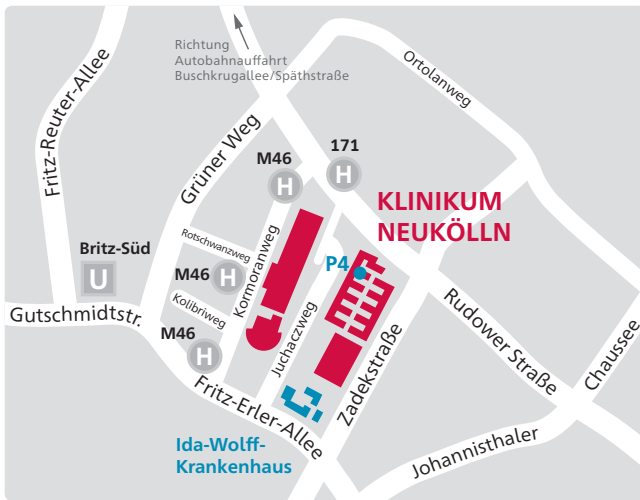 Richtung
Autobahnauffahrt
Buschkrugallee/Späthstraße
Ortolanweg
Fritz-Reuter-Allee
Grüner Weg
M46
H
171
H
KLINIKUM
NEUKÖLLN
Rotschwanzweg
Britz-Süd
U
M46
H
P4
Kormoranweg
Kolibriweg
Gutschmidtstr.
Juchaczweg
M46
H
Zadekstraße
Rudower Straße
Chaussee
Fritz-Erler-Allee
Ida-Wolff-
Krankenhaus
Johannisthaler